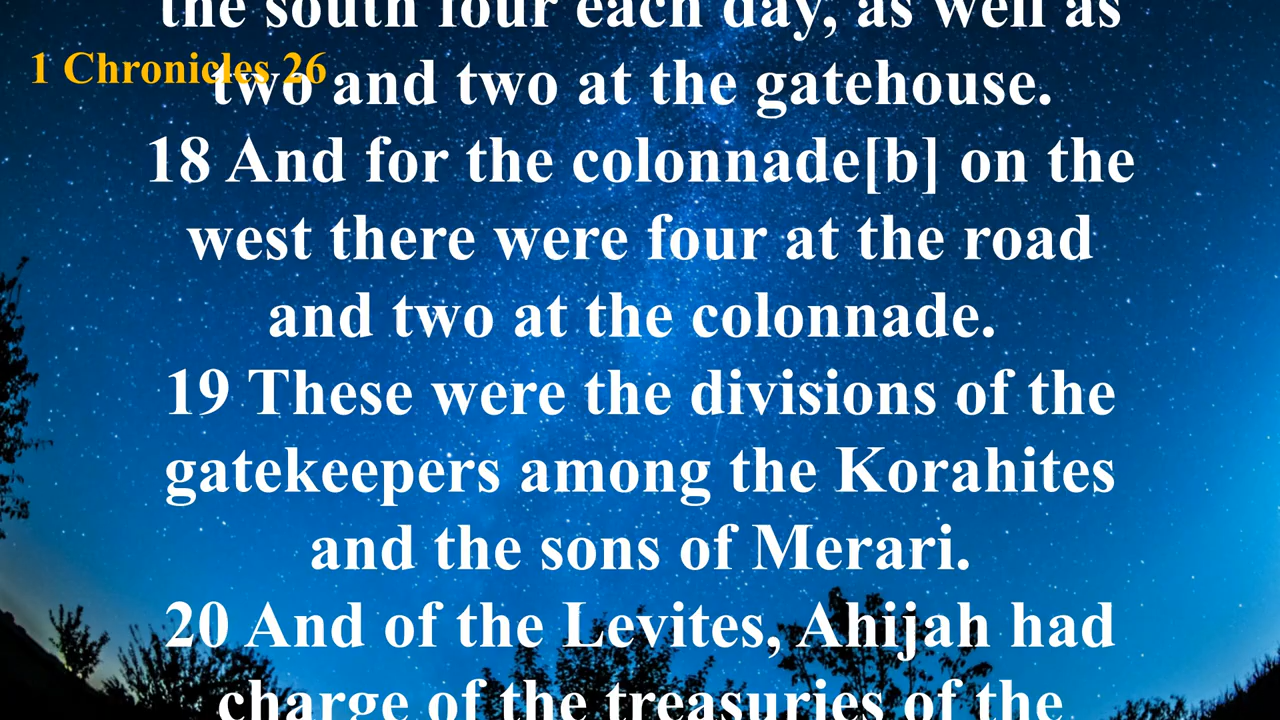 the south four each day, as well as
1 Chronicles 26
two and two at the gatehouse.
18 And for the colonnade[b] on the
west there were four at the road
and two at the colonnade.
19 These were the divisions of the
gatekeepers among the Korahites
and the sons of Merari.
20 And of the Levites, Ahijah had
charge of the treasuries of the